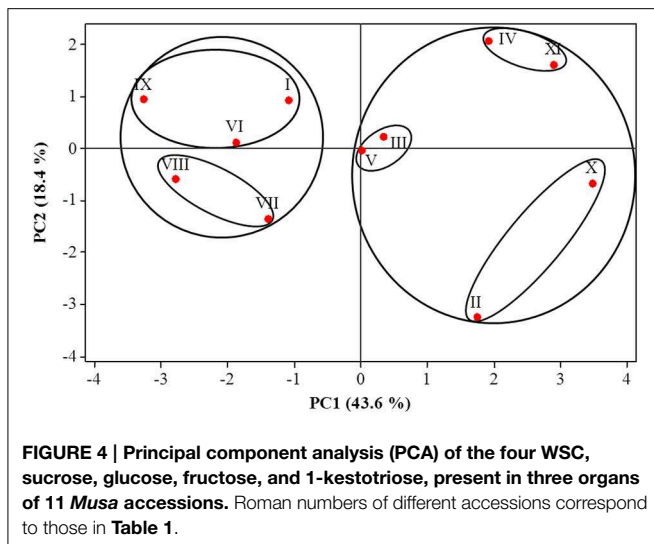 2
IV
XI
IX
I
1
VI
III
0
V
VIII
X
-1
VII
-2
II
-3
-4
PC2 (18.4 %)
-4 -3 -2 -1 0 1 2 3 4
PC1 (43.6 %)
FIGURE 4 | Principal component analysis (PCA) of the four WSC,
sucrose, glucose, fructose, and 1-kestotriose, present in three organs
of 11 Musa accessions. Roman numbers of different accessions correspond
to those in Table 1.